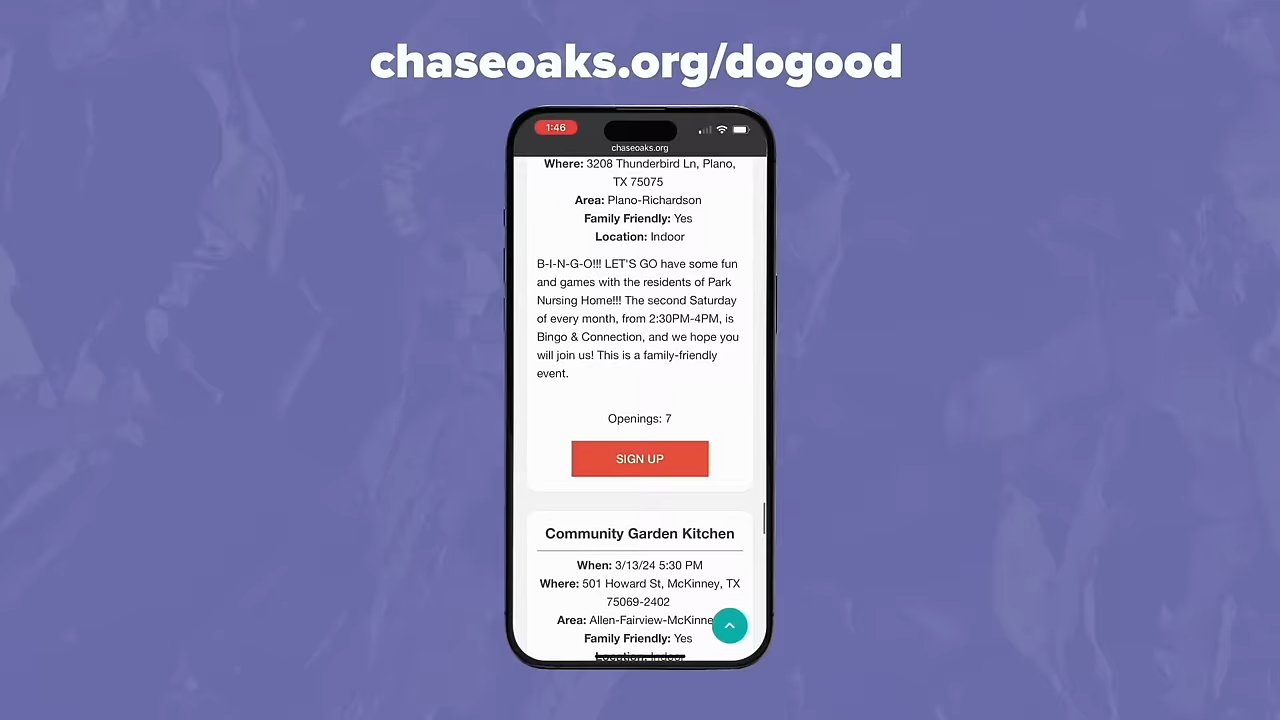 chaseoaks.org/dogood
1:46
chaseoaks.org
Where: 3208 Thunderbird Ln, Plano,
TX 75075
Area: Plano-Richardson
Family Friendly: Yes
Location: Indoor
B-I-N-G-O!!! LET'S GO have some fun
and games with the residents of Park
Nursing Home!!! The second Saturday
of every month, from 2:30PM-4PM, is
Bingo & Connection, and we hope you
will join us! This is a family-friendly
event.
Openings: 7
SIGN UP
Community Garden Kitchen
When: 3/13/24 5:30 PM
Where: 501 Howard St, McKinney, TX
75069-2402
Area: Allen-Fairview-McKinne
Family Friendly: Yes
Location: Indoor